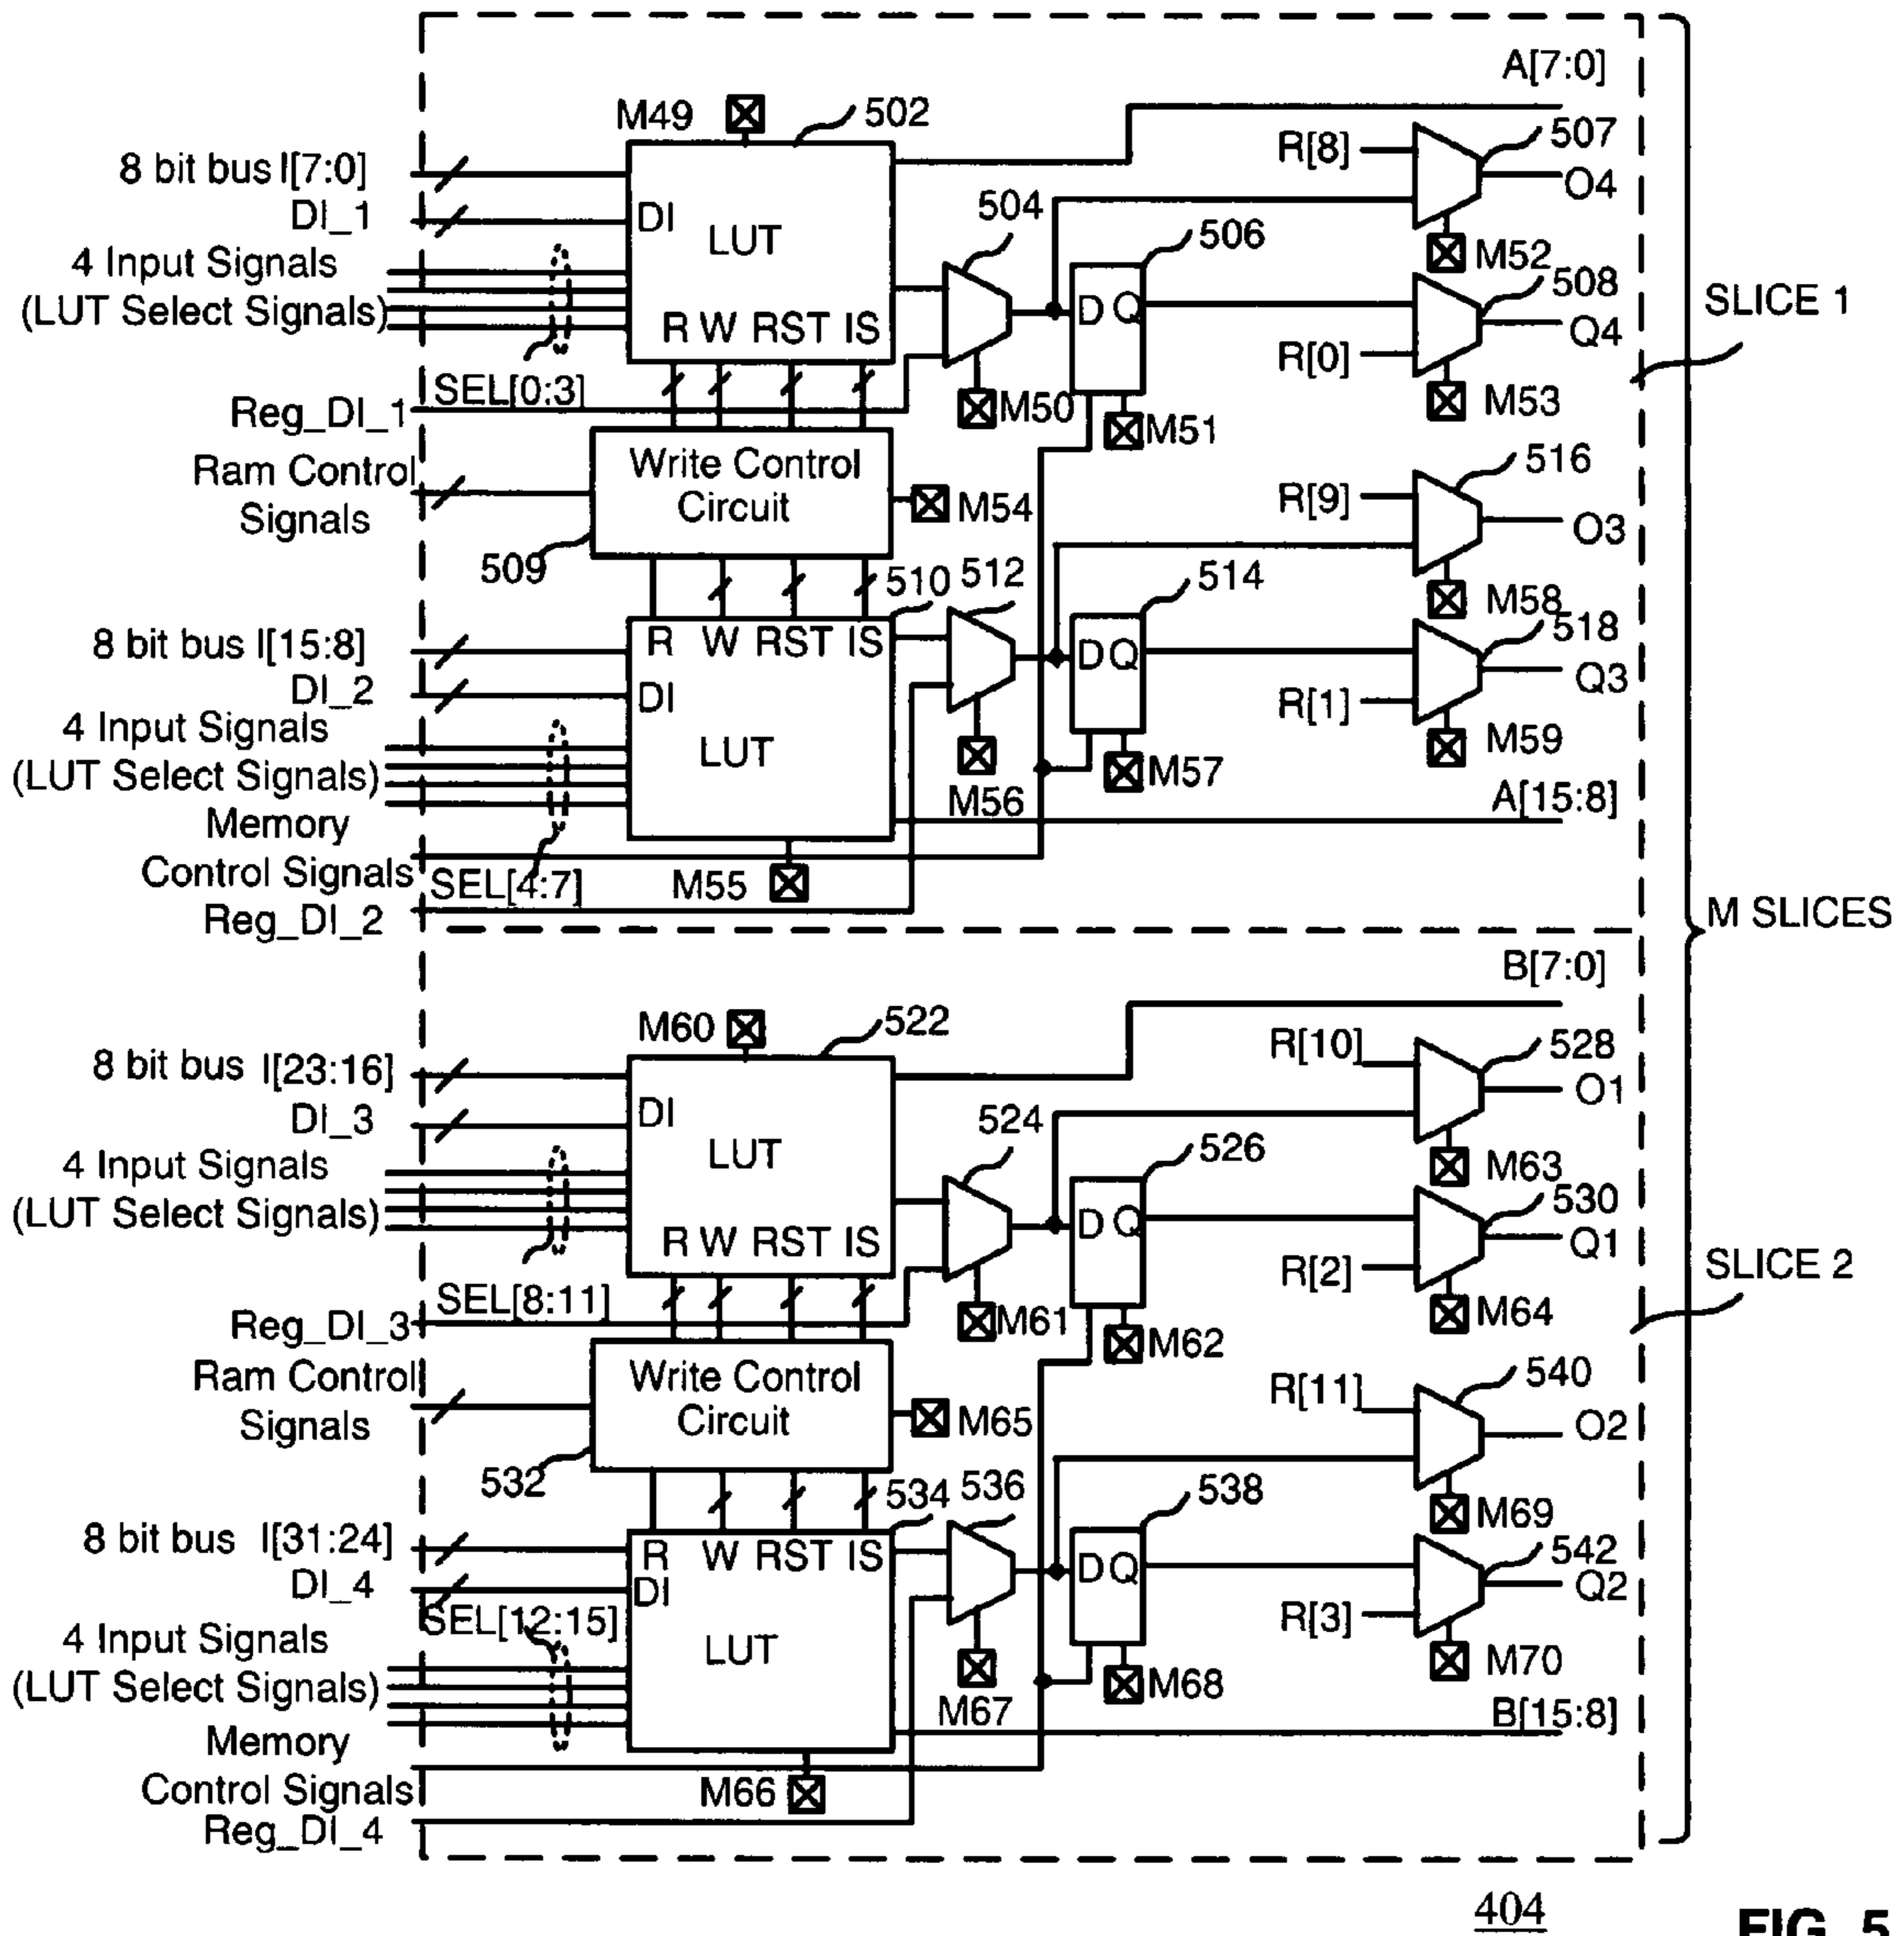 A[7:0]
M49
502
8 bit bus I[7:0]
DI_1
DI
LUT
504
R[8]
507
O4
4 Input Signals
(LUT Select Signals)
506
M52
R W RST IS
D Q
508
Q4
R[0]
SLICE 1
SEL[0:3]
Reg_DI_1
M50
M51
M53
Ram Control
Signals
Write Control
Circuit
M54
509
R[9]
516
O3
510
512
514
M58
8 bit bus I[15:8]
DI_2
R W RST IS
DI
D Q
518
Q3
R[1]
4 Input Signals
(LUT Select Signals)
LUT
M56
M57
M59
A[15:8]
Memory
Control Signals
SEL[4:7]
M55
Reg_DI_2
M SLICES
B[7:0]
M60
522
8 bit bus I[23:16]
DI_3
DI
LUT
524
R[10]
528
O1
4 Input Signals
(LUT Select Signals)
526
M63
R W RST IS
D Q
530
Q1
R[2]
SLICE 2
SEL[8:11]
Reg_DI_3
M61
M62
M64
Ram Control
Signals
Write Control
Circuit
M65
532
R[11]
540
O2
534
536
538
M69
8 bit bus I[31:24]
DI_4
R W RST IS
DI
D Q
542
Q2
R[3]
SEL[12:15]
4 Input Signals
(LUT Select Signals)
LUT
M67
M68
M70
B[15:8]
Memory
Control Signals
M66
Reg_DI_4
404
FIG. 5